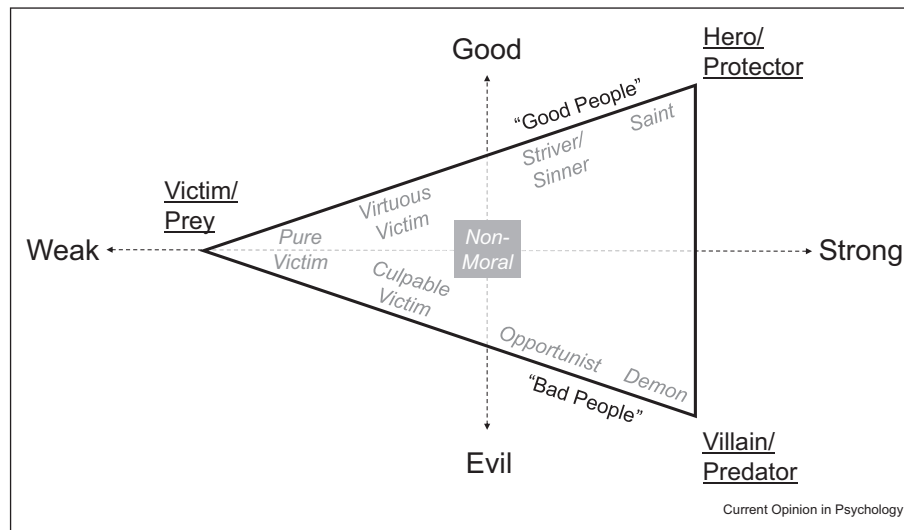 Good
Hero/
Protector
“Good People”
Saint
Striver/
Sinner
Victim/
Prey
Virtuous
Victim
Weak
Pure
Victim
Non-
Moral
Strong
Culpable
Victim
Opportunist
Demon
“Bad People”
Evil
Villain/
Predator
Current Opinion in Psychology